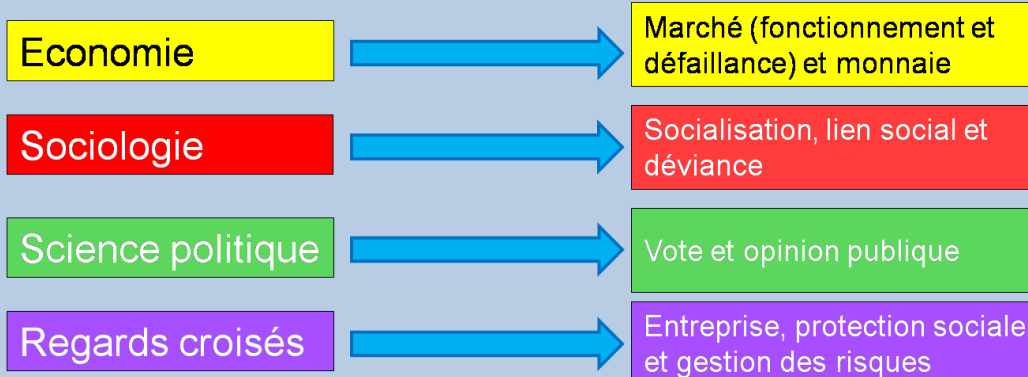 Economie
Marché (fonctionnement et
défaillance) et monnaie
Sociologie
Socialisation, lien social et
déviance
Science politique
Vote et opinion publique
Regards croisés
Entreprise, protection sociale
et gestion des risques